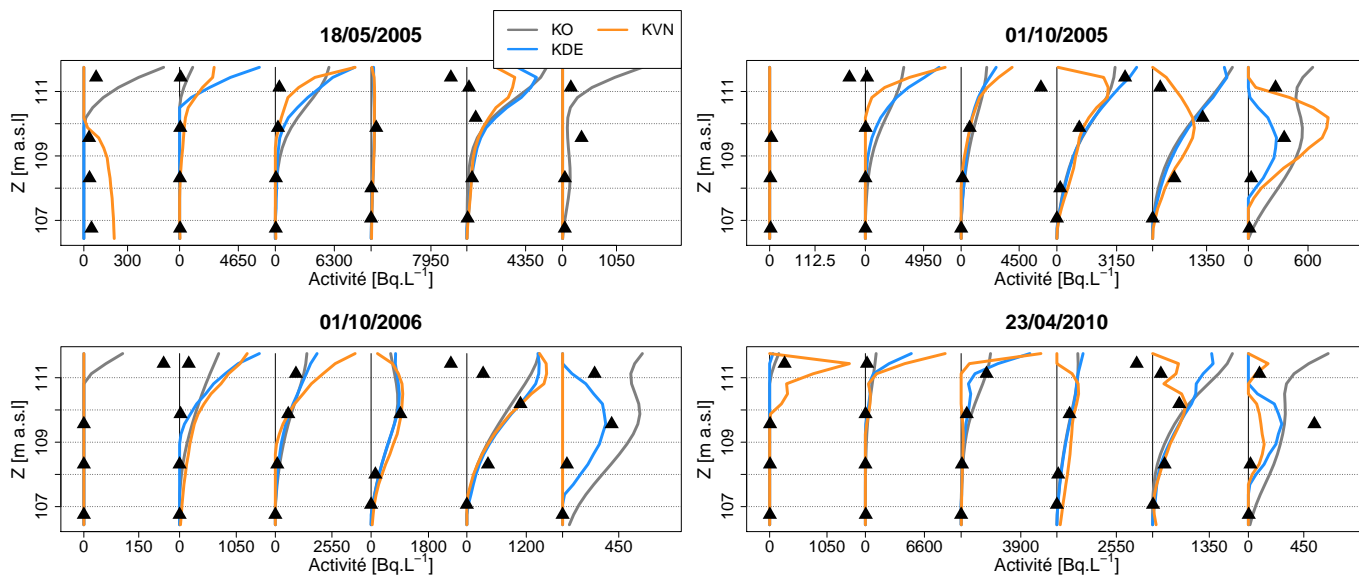 KO KVN
KDE
18/05/2005
Z [m a.s.l]
111
109
107
0 300 0 4650 0 6300 7950 0 4350 0 1050
Activité [Bq.L⁻¹]
01/10/2005
Z [m a.s.l]
111
109
107
0 112.5 0 4950 4500 0 3150 1350 0 600
Activité [Bq.L⁻¹]
01/10/2006
Z [m a.s.l]
111
109
107
0 150 0 1050 0 2550 0 1800 0 1200 450
Activité [Bq.L⁻¹]
23/04/2010
Z [m a.s.l]
111
109
107
0 1050 0 6600 3900 2550 1350 0 450
Activité [Bq.L⁻¹]